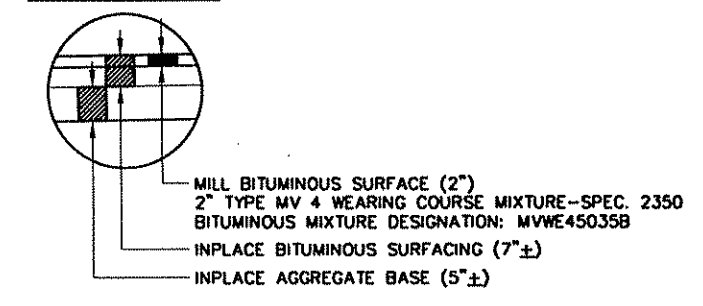 MILL BITUMINOUS SURFACE (2")
2" TYPE MV 4 WEARING COURSE MIXTURE-SPEC. 2350
BITUMINOUS MIXTURE DESIGNATION: MVWE45035B
INPLACE BITUMINOUS SURFACING (7"±)
INPLACE AGGREGATE BASE (5"±)